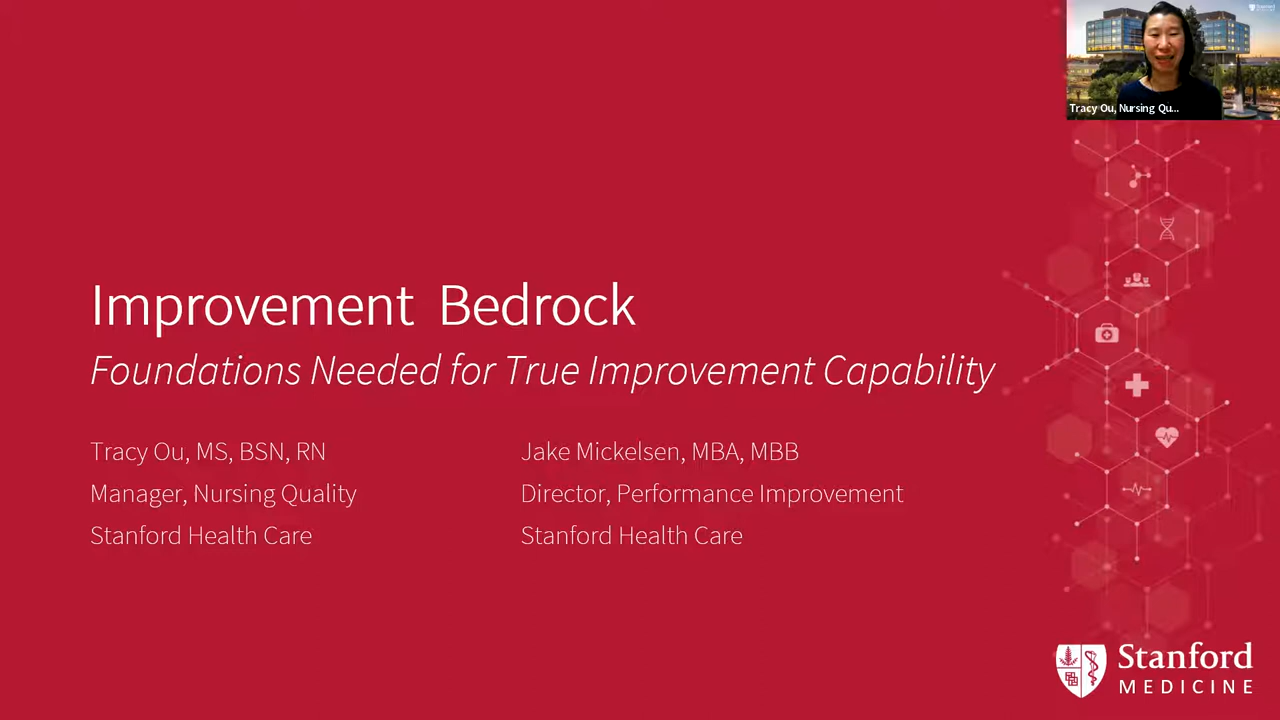 Tracy Ou, Nursing Qu...
Improvement Bedrock
Foundations Needed for True Improvement Capability
Tracy Ou, MS, BSN, RN
Manager, Nursing Quality
Stanford Health Care
Jake Mickelsen, MBA, MBB
Director, Performance Improvement
Stanford Health Care
Stanford
MEDICINE